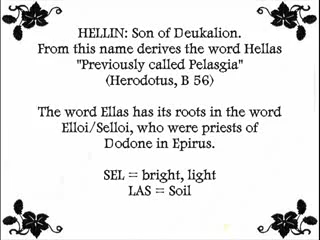 HELLIN: Son of Deukalion.
From this name derives the word Hellas
"Previously called Pelasgia"
(Herodotus, B 56)
The word Ellas has its roots in the word
Elloi/Selloi, who were priests of
Dodone in Epirus.
SEL = bright, light
LAS = Soil